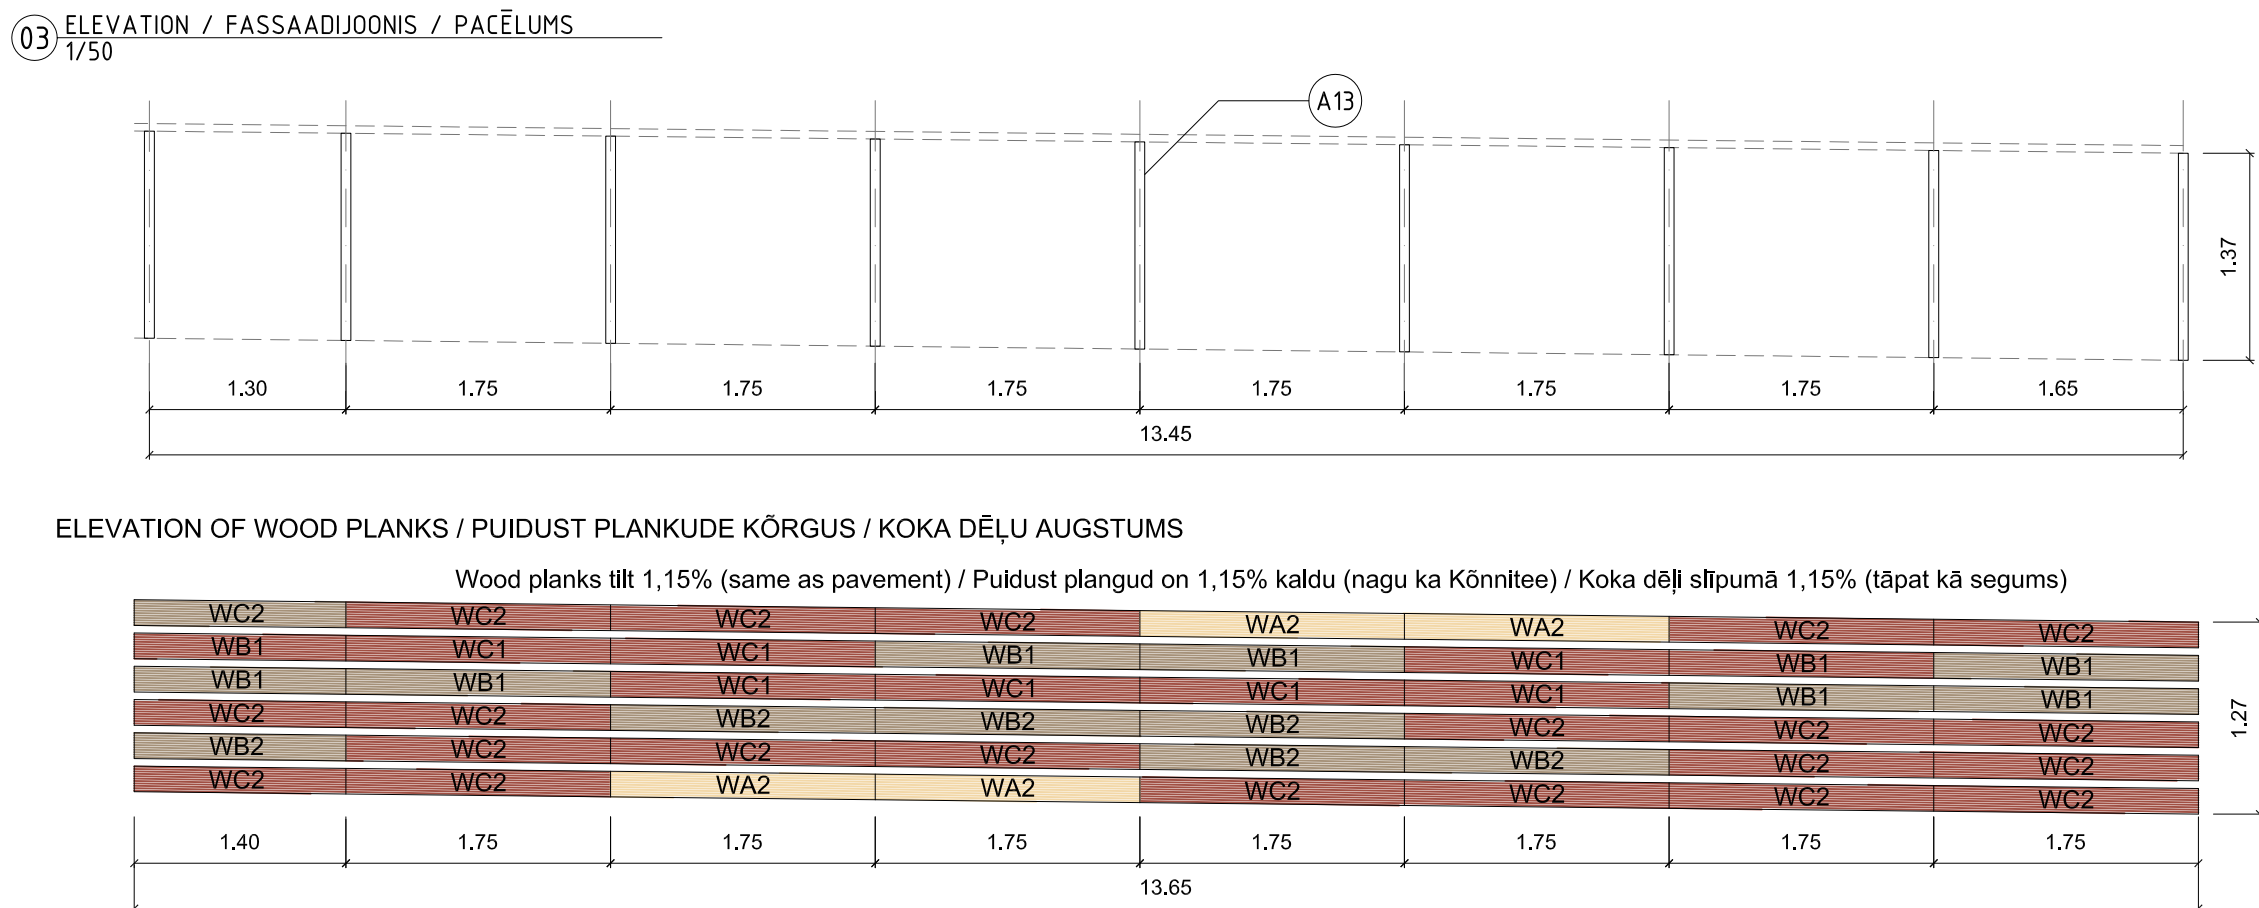 03 ELEVATION / FASSAADIJOONIS / PACĒLUMS
1/50
A13
1.37
1.30 1.75 1.75 1.75 1.75 1.75 1.75 1.65
13.45
ELEVATION OF WOOD PLANKS / PUIDUST PLANKUDE KÕRGUS / KOKA DĒĻU AUGSTUMS
Wood planks tilt 1,15% (same as pavement) / Puidust plangud on 1,15% kaldu (nagu ka Kõnnitee) / Koka dēļi slīpumā 1,15% (tāpat kā segums)
WC2 WC2 WC2 WC2 WA2 WA2 WC2 WC2
WB1 WC1 WC1 WB1 WB1 WC1 WB1 WB1
WB1 WB1 WC1 WC1 WC1 WC1 WB1 WB1
WC2 WC2 WB2 WB2 WB2 WC2 WC2 WC2
WB2 WC2 WC2 WC2 WB2 WB2 WC2 WC2
WC2 WC2 WA2 WA2 WC2 WC2 WC2 WC2
1.27
1.40 1.75 1.75 1.75 1.75 1.75 1.75 1.75
13.65